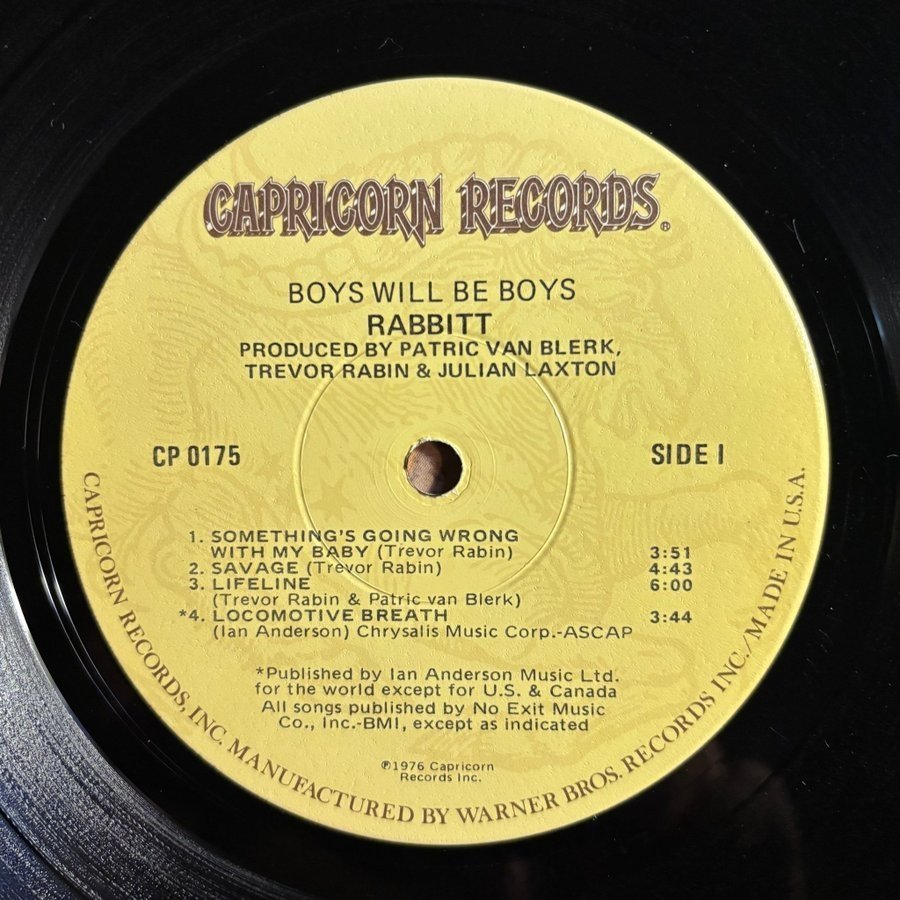 CAPRICORN RECORDS®
BOYS WILL BE BOYS
RABBITT
PRODUCED BY PATRIC VAN BLERK,
TREVOR RABIN & JULIAN LAXTON
CP 0175
SIDE I
1. SOMETHING'S GOING WRONG
WITH MY BABY (Trevor Rabin) 3:51
2. SAVAGE (Trevor Rabin) 4:43
3. LIFELINE 6:00
(Trevor Rabin & Patric van Blerk)
*4. LOCOMOTIVE BREATH 3:44
(Ian Anderson) Chrysalis Music Corp.-ASCAP
*Published by Ian Anderson Music Ltd.
for the world except for U.S. & Canada
All songs published by No Exit Music
Co., Inc.-BMI, except as indicated
℗1976 Capricorn
Records Inc.
CAPRICORN RECORDS, INC. MANUFACTURED BY WARNER BROS. RECORDS INC./MADE IN U.S.A.